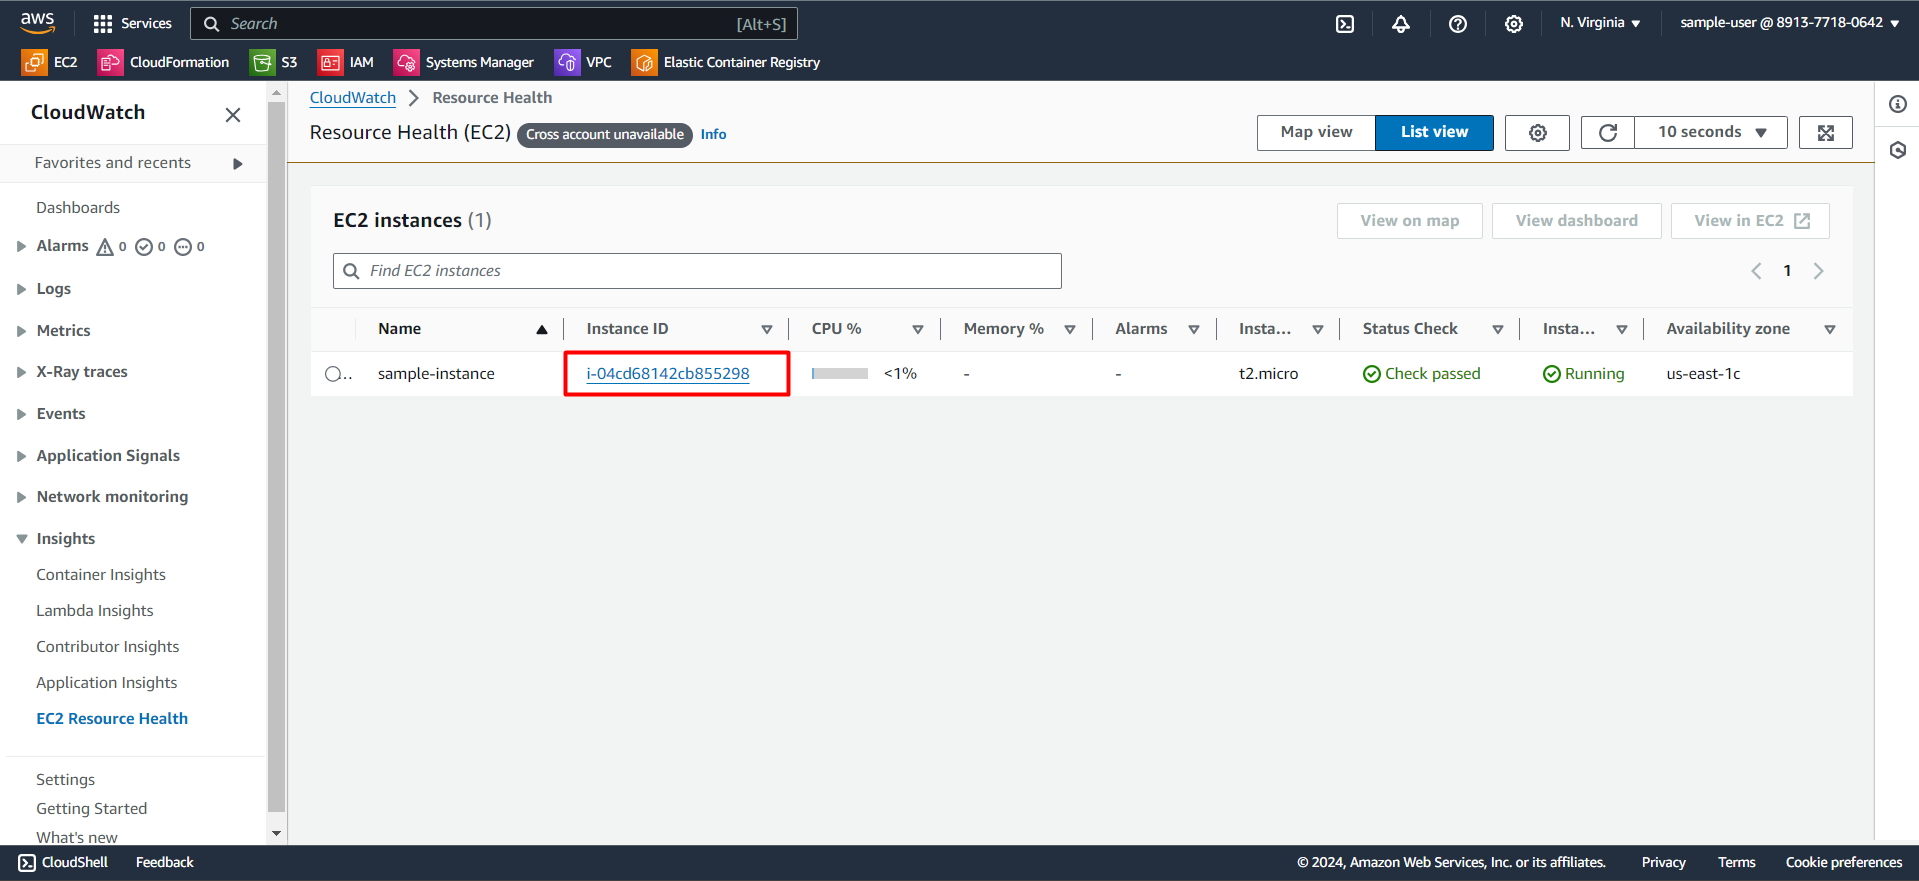 aws Services Search [Alt+S] N. Virginia sample-user @ 8913-7718-0642
EC2 CloudFormation S3 IAM Systems Manager VPC Elastic Container Registry
CloudWatch
Favorites and recents
Dashboards
Alarms 0 0 0
Logs
Metrics
X-Ray traces
Events
Application Signals
Network monitoring
Insights
Container Insights
Lambda Insights
Contributor Insights
Application Insights
EC2 Resource Health
Settings
Getting Started
What's new
CloudWatch Resource Health
Resource Health (EC2) Cross account unavailable Info Map view List view 10 seconds
EC2 instances (1) View on map View dashboard View in EC2
Find EC2 instances 1
Name Instance ID CPU % Memory % Alarms Insta... Status Check Insta... Availability zone
... sample-instance i-04cd68142cb855298 <1% - - t2.micro Check passed Running us-east-1c
CloudShell Feedback © 2024, Amazon Web Services, Inc. or its affiliates. Privacy Terms Cookie preferences